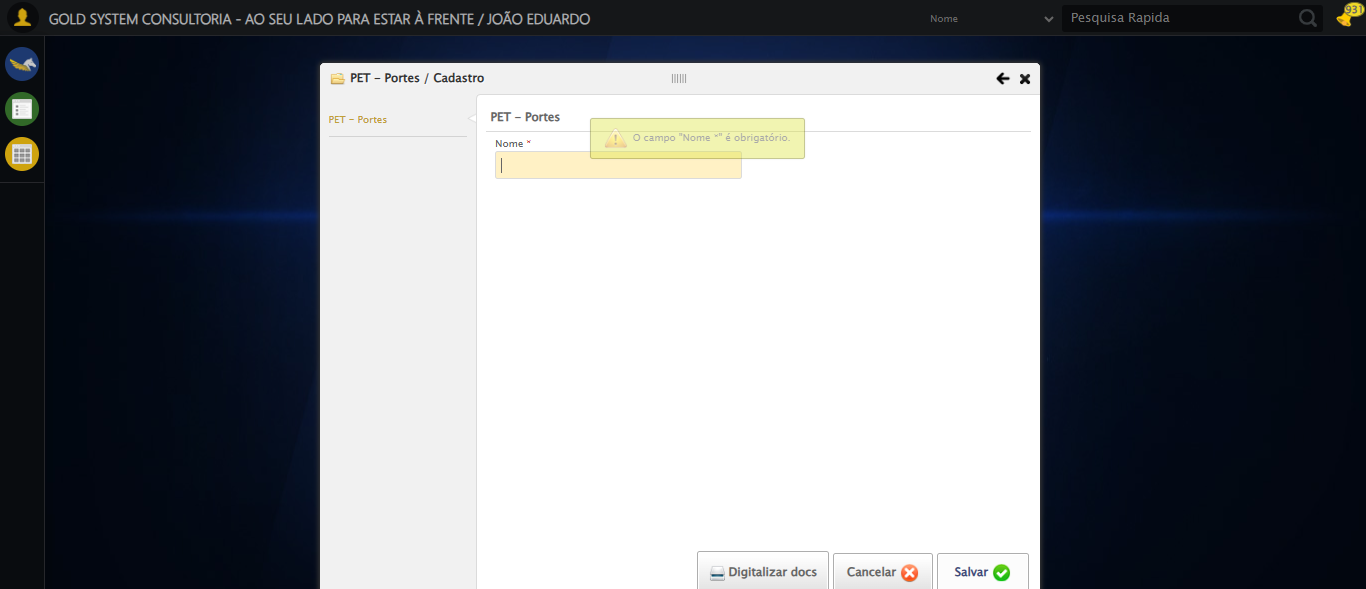 GOLD SYSTEM CONSULTORIA - AO SEU LADO PARA ESTAR À FRENTE / JOÃO EDUARDO
Nome
Pesquisa Rapida
931
PET - Portes / Cadastro
PET - Portes
PET - Portes
O campo "Nome *" é obrigatório.
Nome *
Digitalizar docs
Cancelar
Salvar